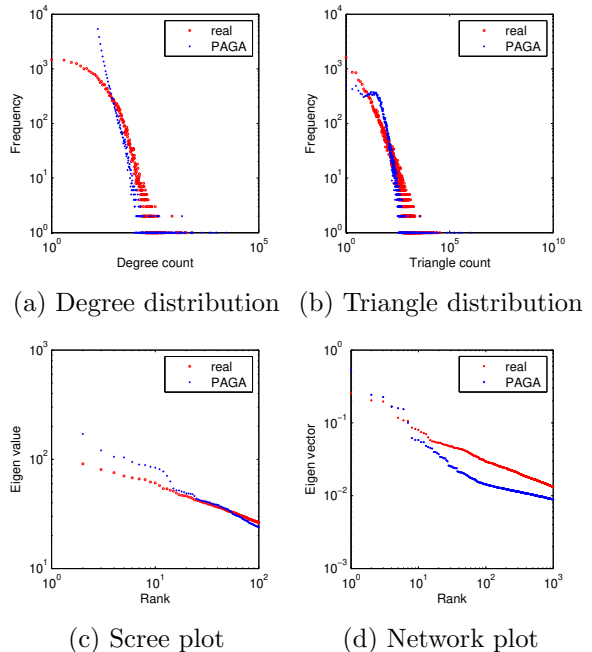 10^4
10^3
10^2
10^1
10^0
Frequency
real
PAGA
10^0
10^5
Degree count
(a) Degree distribution
10^4
10^3
10^2
10^1
10^0
Frequency
real
PAGA
10^0
10^5
10^10
Triangle count
(b) Triangle distribution
10^3
10^2
10^1
Eigen value
real
PAGA
10^0
10^1
10^2
Rank
(c) Scree plot
10^0
10^-1
10^-2
10^-3
Eigen vector
real
PAGA
10^0
10^1
10^2
10^3
Rank
(d) Network plot